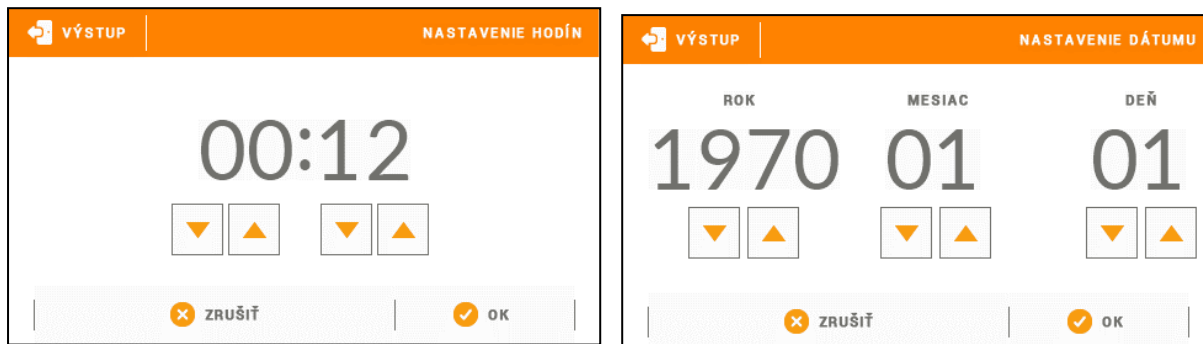 VÝSTUP
NASTAVENIE HODÍN
00:12
ZRUŠIŤ
OK
VÝSTUP
NASTAVENIE DÁTUMU
ROK
MESIAC
DEŇ
1970
01
01
ZRUŠIŤ
OK